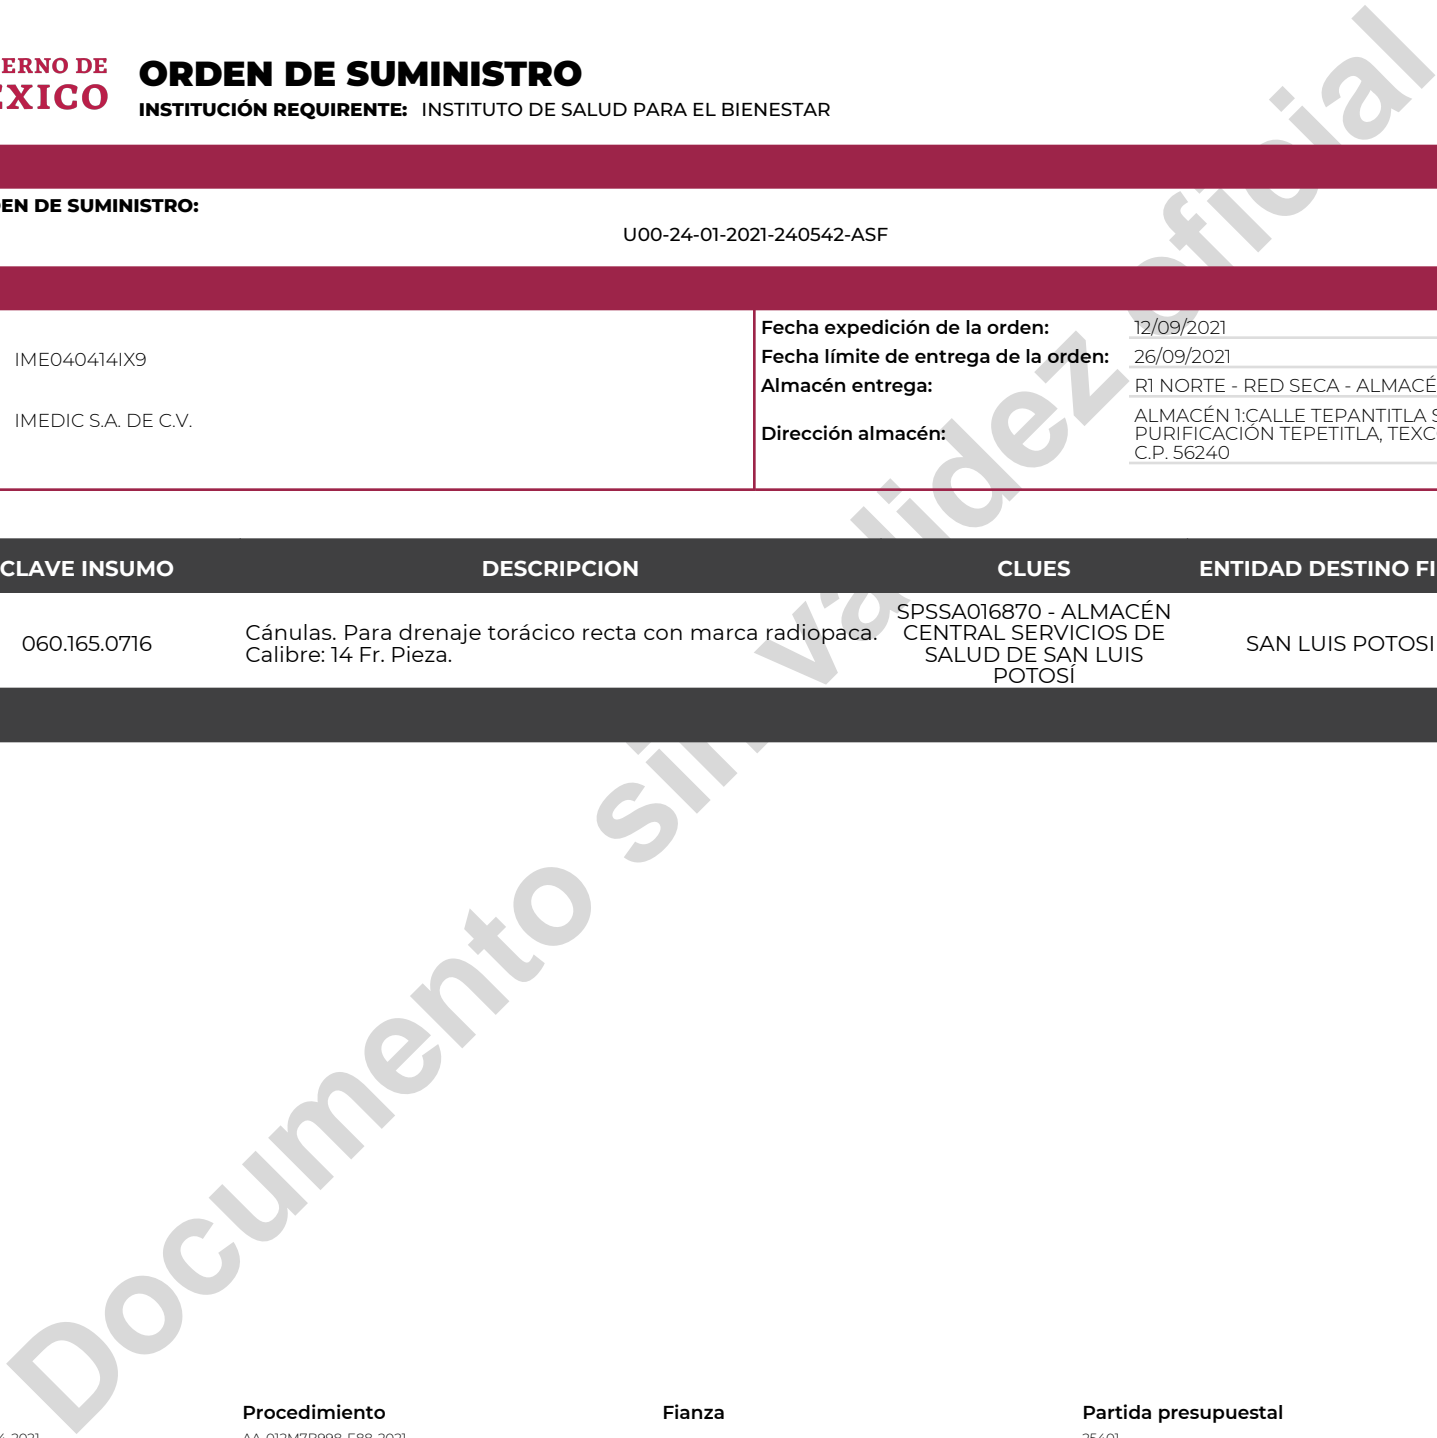 ERNO DE
ÉXICO
ORDEN DE SUMINISTRO
INSTITUCIÓN REQUIRENTE: INSTITUTO DE SALUD PARA EL BIENESTAR
EN DE SUMINISTRO:
U00-24-01-2021-240542-ASF
IME040414IX9
IMEDIC S.A. DE C.V.
Fecha expedición de la orden: 12/09/2021
Fecha límite de entrega de la orden: 26/09/2021
Almacén entrega: R1 NORTE - RED SECA - ALMACÉ
Dirección almacén:
ALMACÉN 1:CALLE TEPANTITLA S
PURIFICACIÓN TEPETITLA, TEXC
C.P. 56240
CLAVE INSUMO DESCRIPCION CLUES ENTIDAD DESTINO FI
060.165.0716
Cánulas. Para drenaje torácico recta con marca radiopaca.
Calibre: 14 Fr. Pieza.
SPSSA016870 - ALMACÉN
CENTRAL SERVICIOS DE
SALUD DE SAN LUIS
POTOSÍ
SAN LUIS POTOSI
Documento sin validez oficial
Procedimiento Fianza Partida presupuestal